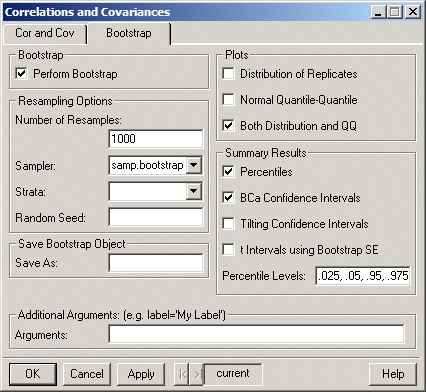 Correlations and Covariances
Cor and Cov
Bootstrap
Bootstrap
Perform Bootstrap
Resampling Options
Number of Resamples:
1000
Sampler:
samp.bootstrap
Strata:
Random Seed:
Save Bootstrap Object
Save As:
Plots
Distribution of Replicates
Normal Quantile-Quantile
Both Distribution and QQ
Summary Results
Percentiles
BCa Confidence Intervals
Tilting Confidence Intervals
t Intervals using Bootstrap SE
Percentile Levels:
.025, .05, .95, .975
Additional Arguments: (e.g. label='My Label')
Arguments:
OK
Cancel
Apply
current
Help